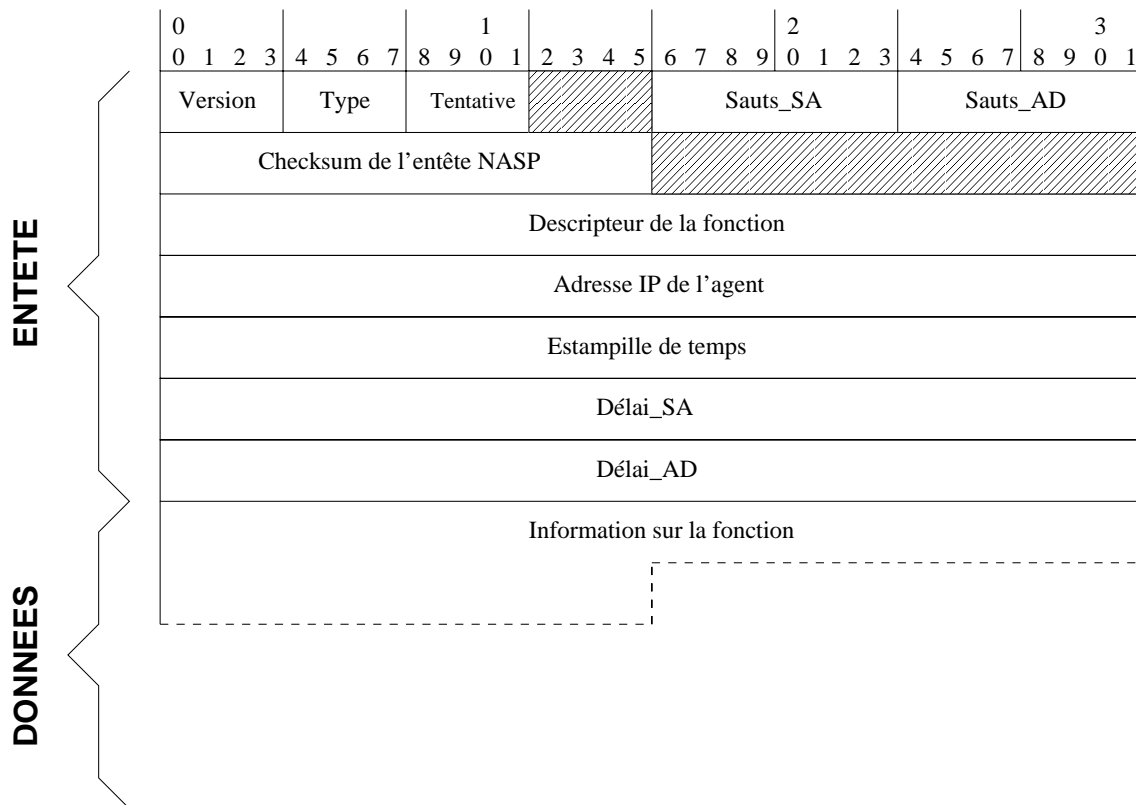 0 1 2 3
0 1 2 3 4 5 6 7 8 9 0 1 2 3 4 5 6 7 8 9 0 1 2 3 4 5 6 7 8 9 0 1
Version Type Tentative Sauts_SA Sauts_AD
Checksum de l'entête NASP
Descripteur de la fonction
Adresse IP de l'agent
Estampille de temps
Délai_SA
Délai_AD
Information sur la fonction
ENTETE
DONNEES